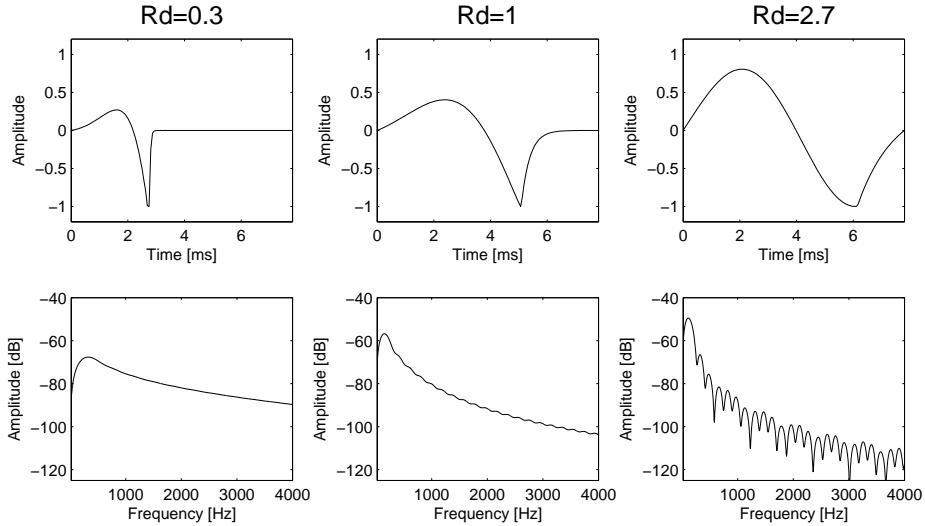 Rd=0.3
Rd=1
Rd=2.7
Amplitude
1
0.5
0
−0.5
−1
0 2 4 6
Time [ms]
Amplitude
1
0.5
0
−0.5
−1
0 2 4 6
Time [ms]
Amplitude
1
0.5
0
−0.5
−1
0 2 4 6
Time [ms]
Amplitude [dB]
−40
−60
−80
−100
−120
1000 2000 3000 4000
Frequency [Hz]
Amplitude [dB]
−40
−60
−80
−100
−120
1000 2000 3000 4000
Frequency [Hz]
Amplitude [dB]
−40
−60
−80
−100
−120
1000 2000 3000 4000
Frequency [Hz]